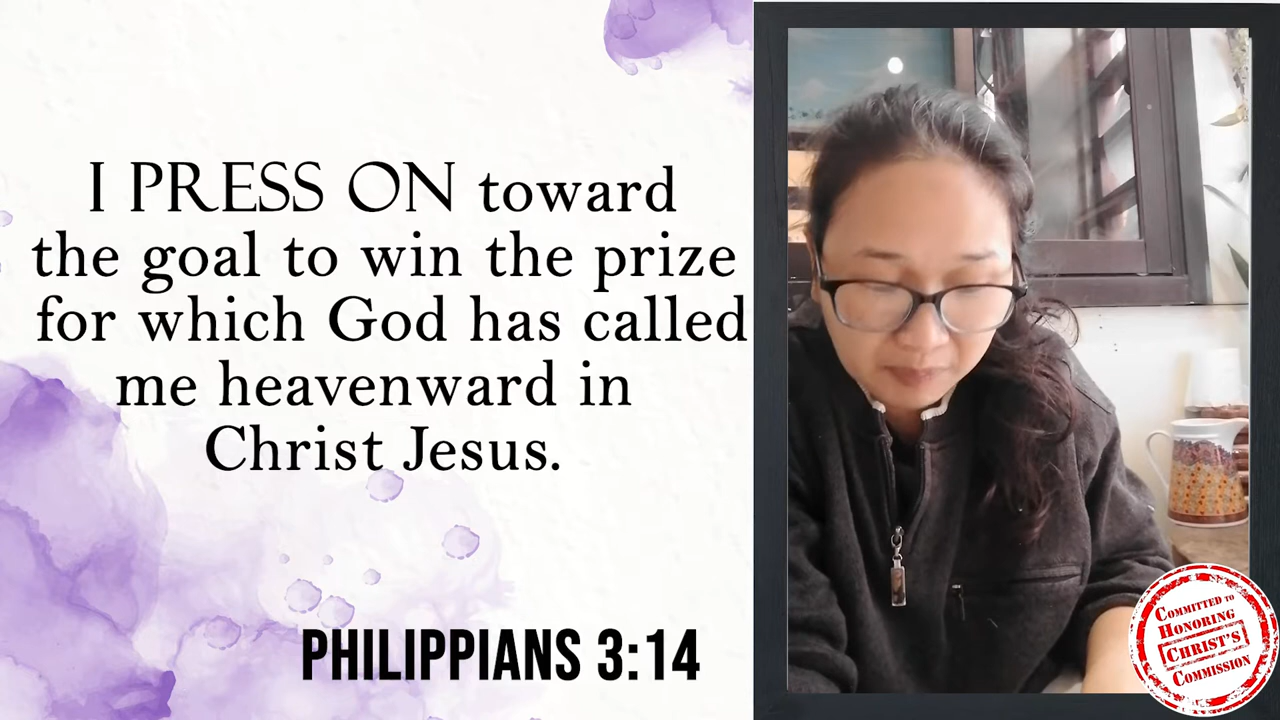 I PRESS ON toward
the goal to win the prize
for which God has called
me heavenward in
Christ Jesus.
PHILIPPIANS 3:14
COMMITTED TO
HONORING
CHRIST'S
COMMISSION